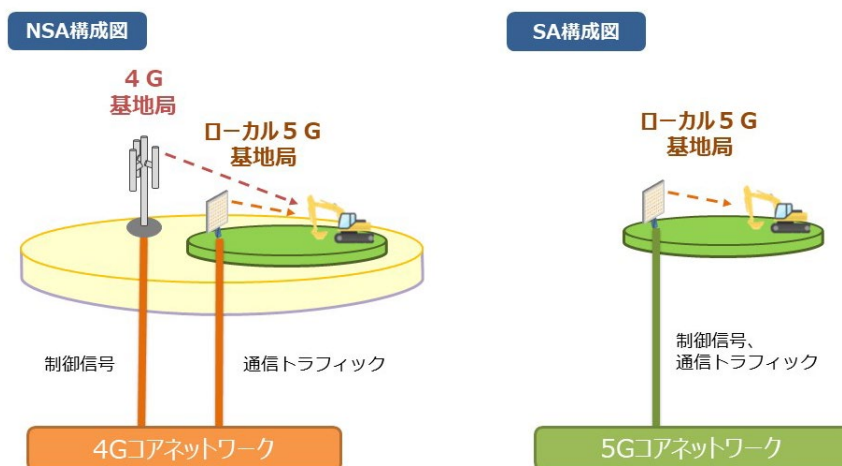 NSA構成図
4G
基地局
ローカル5G
基地局
制御信号
通信トラフィック
4Gコアネットワーク
SA構成図
ローカル5G
基地局
制御信号、
通信トラフィック
5Gコアネットワーク